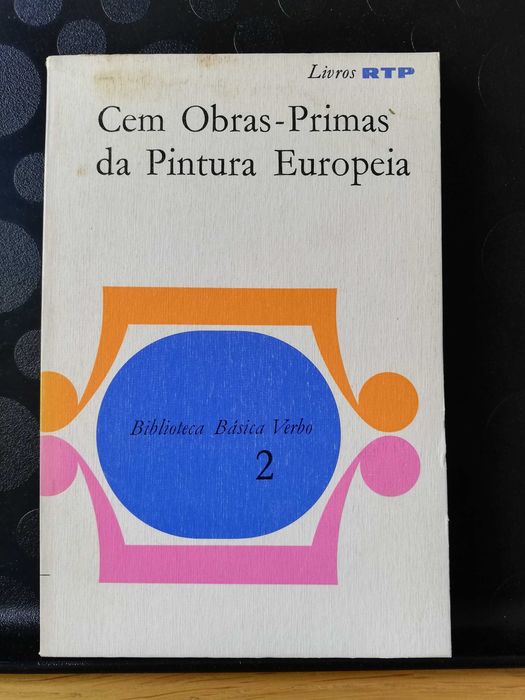 Livros RTP
Cem Obras-Primas
da Pintura Europeia
Biblioteca Básica Verbo
2